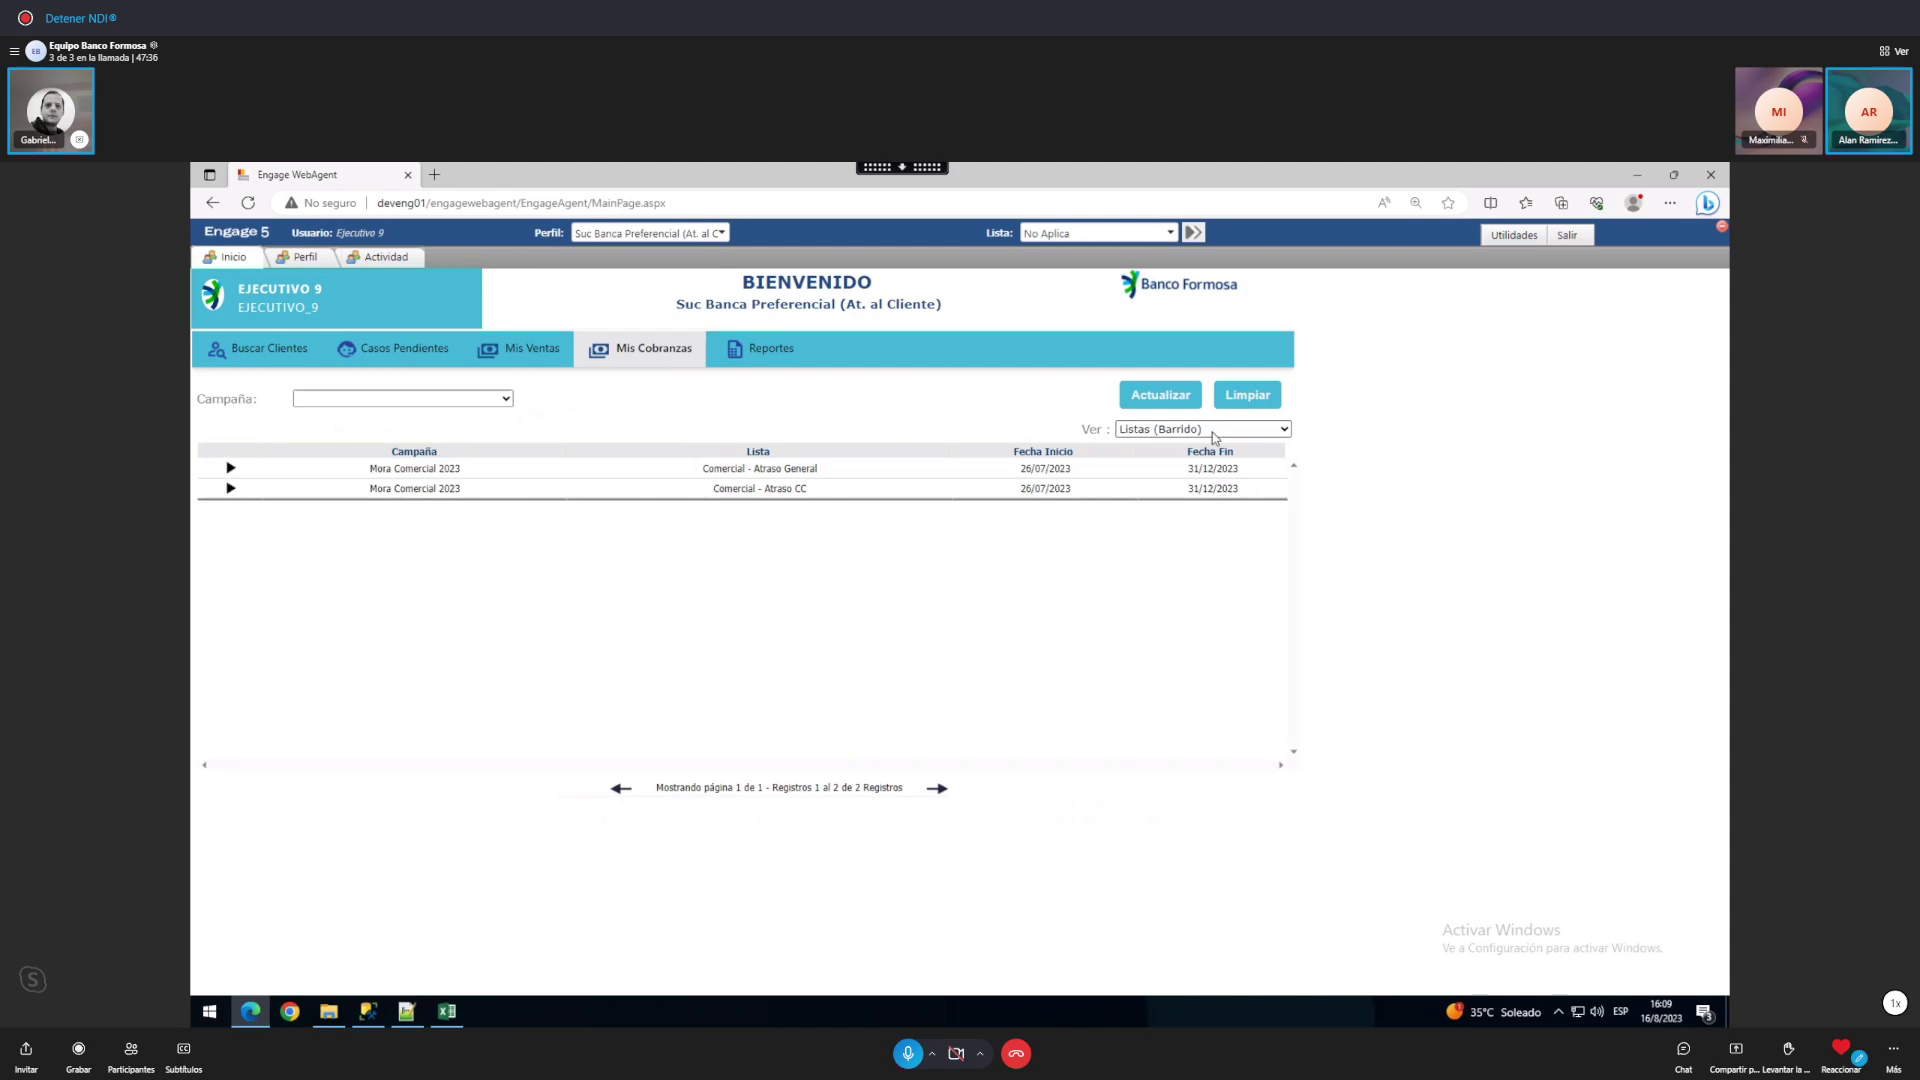 Detener NDI®
EB
Equipo Banco Formosa
3 de 3 en la llamada | 47:36
Ver
Gabriel...
MI
Maximilia...
AR
Alan Ramirez...
Engage WebAgent
No seguro | deveng01/engagewebagent/EngageAgent/MainPage.aspx
Engage 5
Usuario: Ejecutivo 9
Perfil: Suc Banca Preferencial (At. al C
Lista: No Aplica
Utilidades
Salir
Inicio
Perfil
Actividad
EJECUTIVO 9
EJECUTIVO_9
BIENVENIDO
Suc Banca Preferencial (At. al Cliente)
Banco Formosa
Buscar Clientes
Casos Pendientes
Mis Ventas
Mis Cobranzas
Reportes
Campaña:
Actualizar
Limpiar
Ver : Listas (Barrido)
Campaña Lista Fecha Inicio Fecha Fin
Mora Comercial 2023 Comercial - Atraso General 26/07/2023 31/12/2023
Mora Comercial 2023 Comercial - Atraso CC 26/07/2023 31/12/2023
Mostrando página 1 de 1 - Registros 1 al 2 de 2 Registros
Activar Windows
Ve a Configuración para activar Windows.
S
1x
35°C Soleado
ESP
16:09
16/8/2023
3
Invitar
Grabar
Participantes
Subtítulos
Chat
Compartir p...
Levantar la ...
Reaccionar
Más